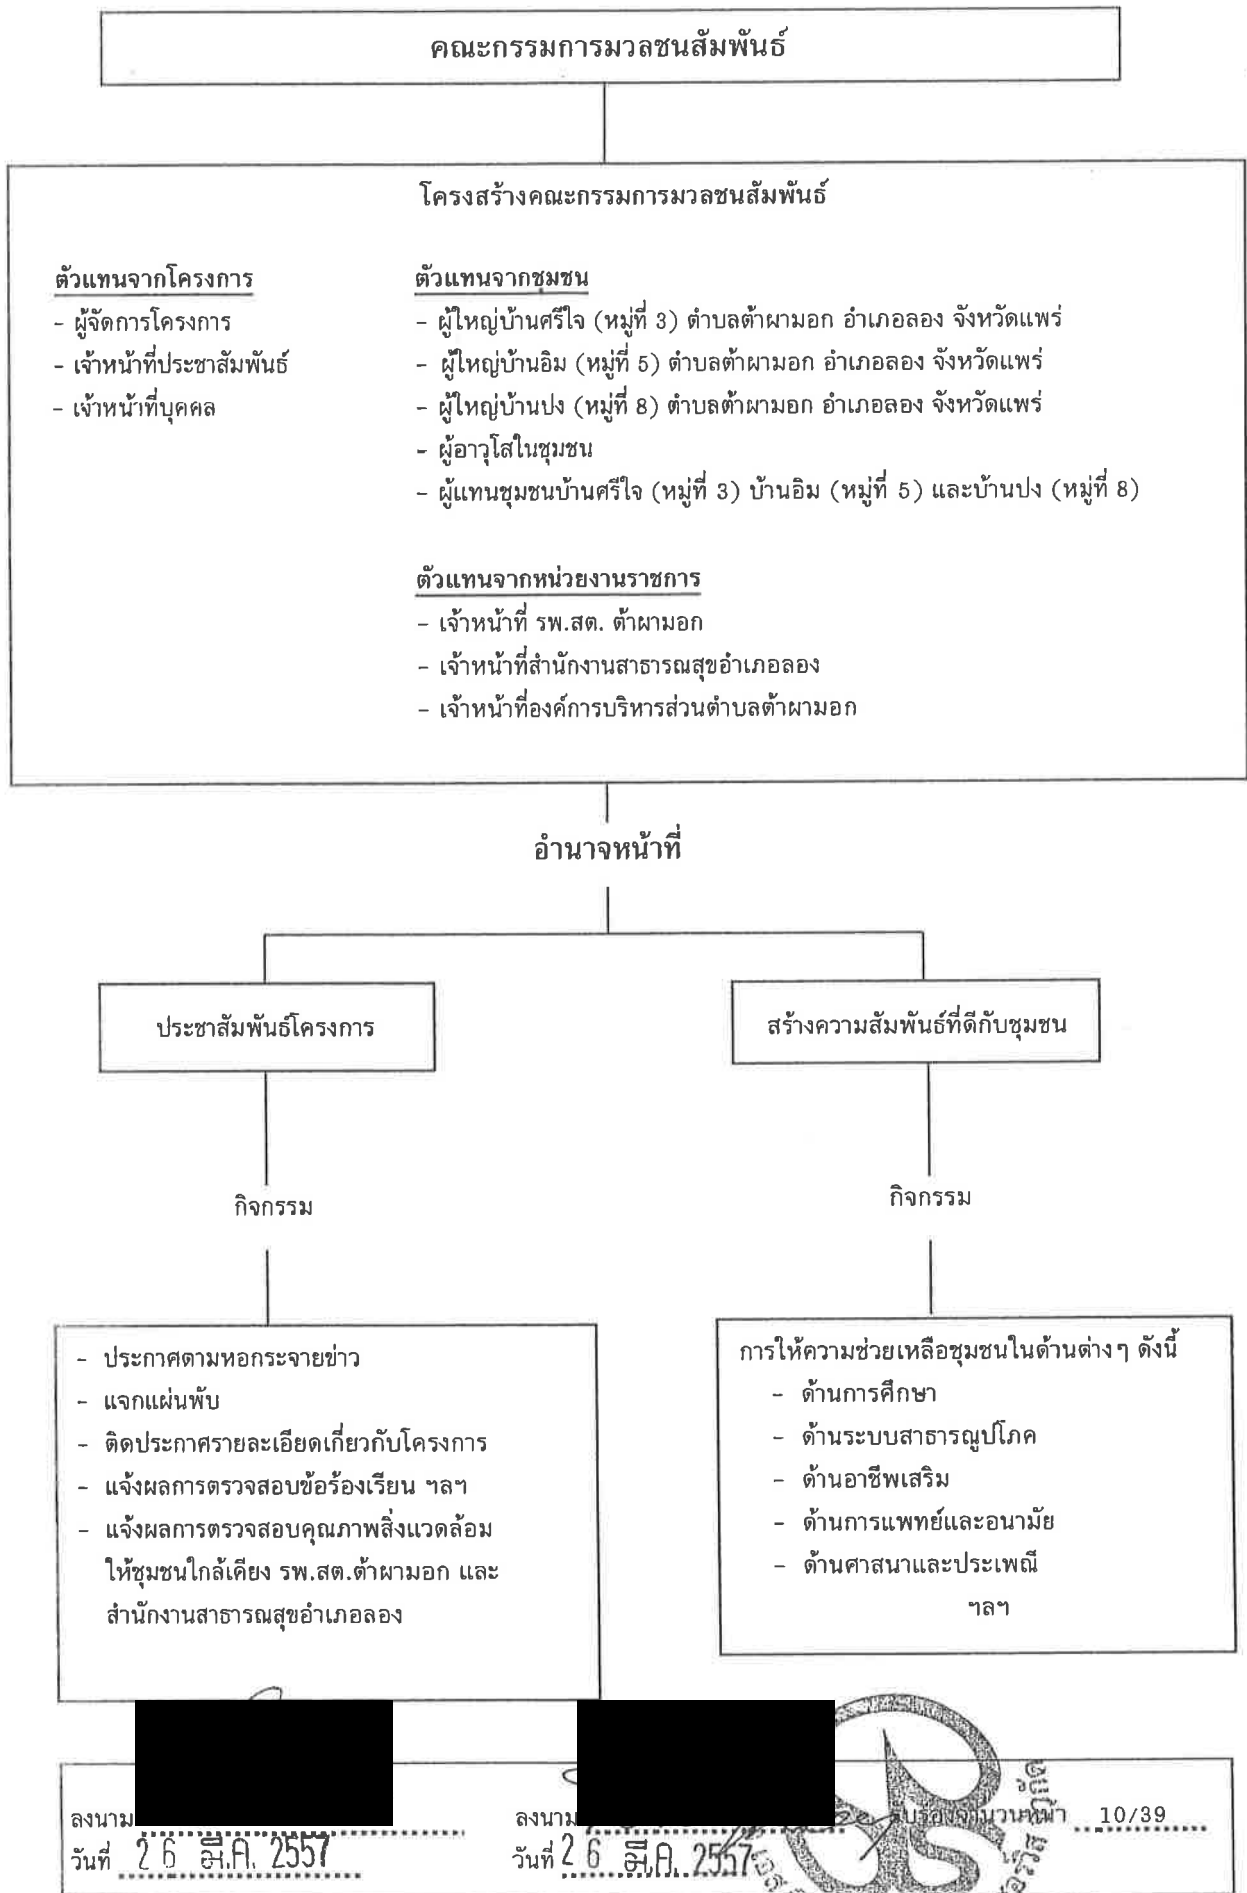 คณะกรรมการมวลชนสัมพันธ์
โครงสร้างคณะกรรมการมวลชนสัมพันธ์
ตัวแทนจากโครงการ
- ผู้จัดการโครงการ
- เจ้าหน้าที่ประชาสัมพันธ์
- เจ้าหน้าที่บุคคล
ตัวแทนจากชุมชน
- ผู้ใหญ่บ้านศรีใจ (หมู่ที่ 3) ตำบลต้าผามอก อำเภอลอง จังหวัดแพร่
- ผู้ใหญ่บ้านอิม (หมู่ที่ 5) ตำบลต้าผามอก อำเภอลอง จังหวัดแพร่
- ผู้ใหญ่บ้านปง (หมู่ที่ 8) ตำบลต้าผามอก อำเภอลอง จังหวัดแพร่
- ผู้อาวุโสในชุมชน
- ผู้แทนชุมชนบ้านศรีใจ (หมู่ที่ 3) บ้านอิม (หมู่ที่ 5) และบ้านปง (หมู่ที่ 8)
ตัวแทนจากหน่วยงานราชการ
- เจ้าหน้าที่ รพ.สต. ต้าผามอก
- เจ้าหน้าที่สำนักงานสาธารณสุขอำเภอลอง
- เจ้าหน้าที่องค์การบริหารส่วนตำบลต้าผามอก
อำนาจหน้าที่
ประชาสัมพันธ์โครงการ
กิจกรรม
- ประกาศตามหอกระจายข่าว
- แจกแผ่นพับ
- ติดประกาศรายละเอียดเกี่ยวกับโครงการ
- แจ้งผลการตรวจสอบข้อร้องเรียน ฯลฯ
- แจ้งผลการตรวจสอบคุณภาพสิ่งแวดล้อม
ให้ชุมชนใกล้เคียง รพ.สต.ต้าผามอก และ
สำนักงานสาธารณสุขอำเภอลอง
สร้างความสัมพันธ์ที่ดีกับชุมชน
กิจกรรม
การให้ความช่วยเหลือชุมชนในด้านต่างๆ ดังนี้
- ด้านการศึกษา
- ด้านระบบสาธารณูปโภค
- ด้านอาชีพเสริม
- ด้านการแพทย์และอนามัย
- ด้านศาสนาและประเพณี
ฯลฯ
ลงนาม
วันที่ 26 มี.ค. 2557
ลงนาม
วันที่ 26 มี.ค. 2557
รับรองจำนวนหน้า 10/39